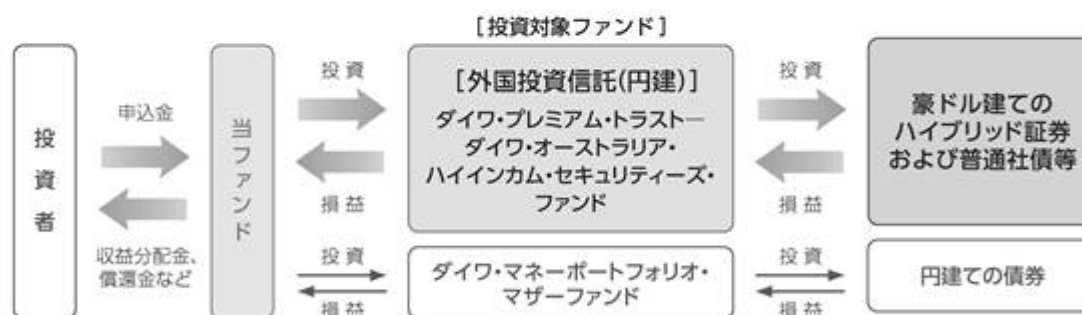 [投資対象ファンド]
投資者
申込金
収益分配金、
償還金など
当ファンド
投資
損益
[外国投資信託(円建)]
ダイワ・プレミアム・トラスト―
ダイワ・オーストラリア・
ハイインカム・セキュリティーズ・
ファンド
投資
損益
豪ドル建ての
ハイブリッド証券
および普通社債等
投資
損益
ダイワ・マネーポートフォリオ・
マザーファンド
投資
損益
円建ての債券